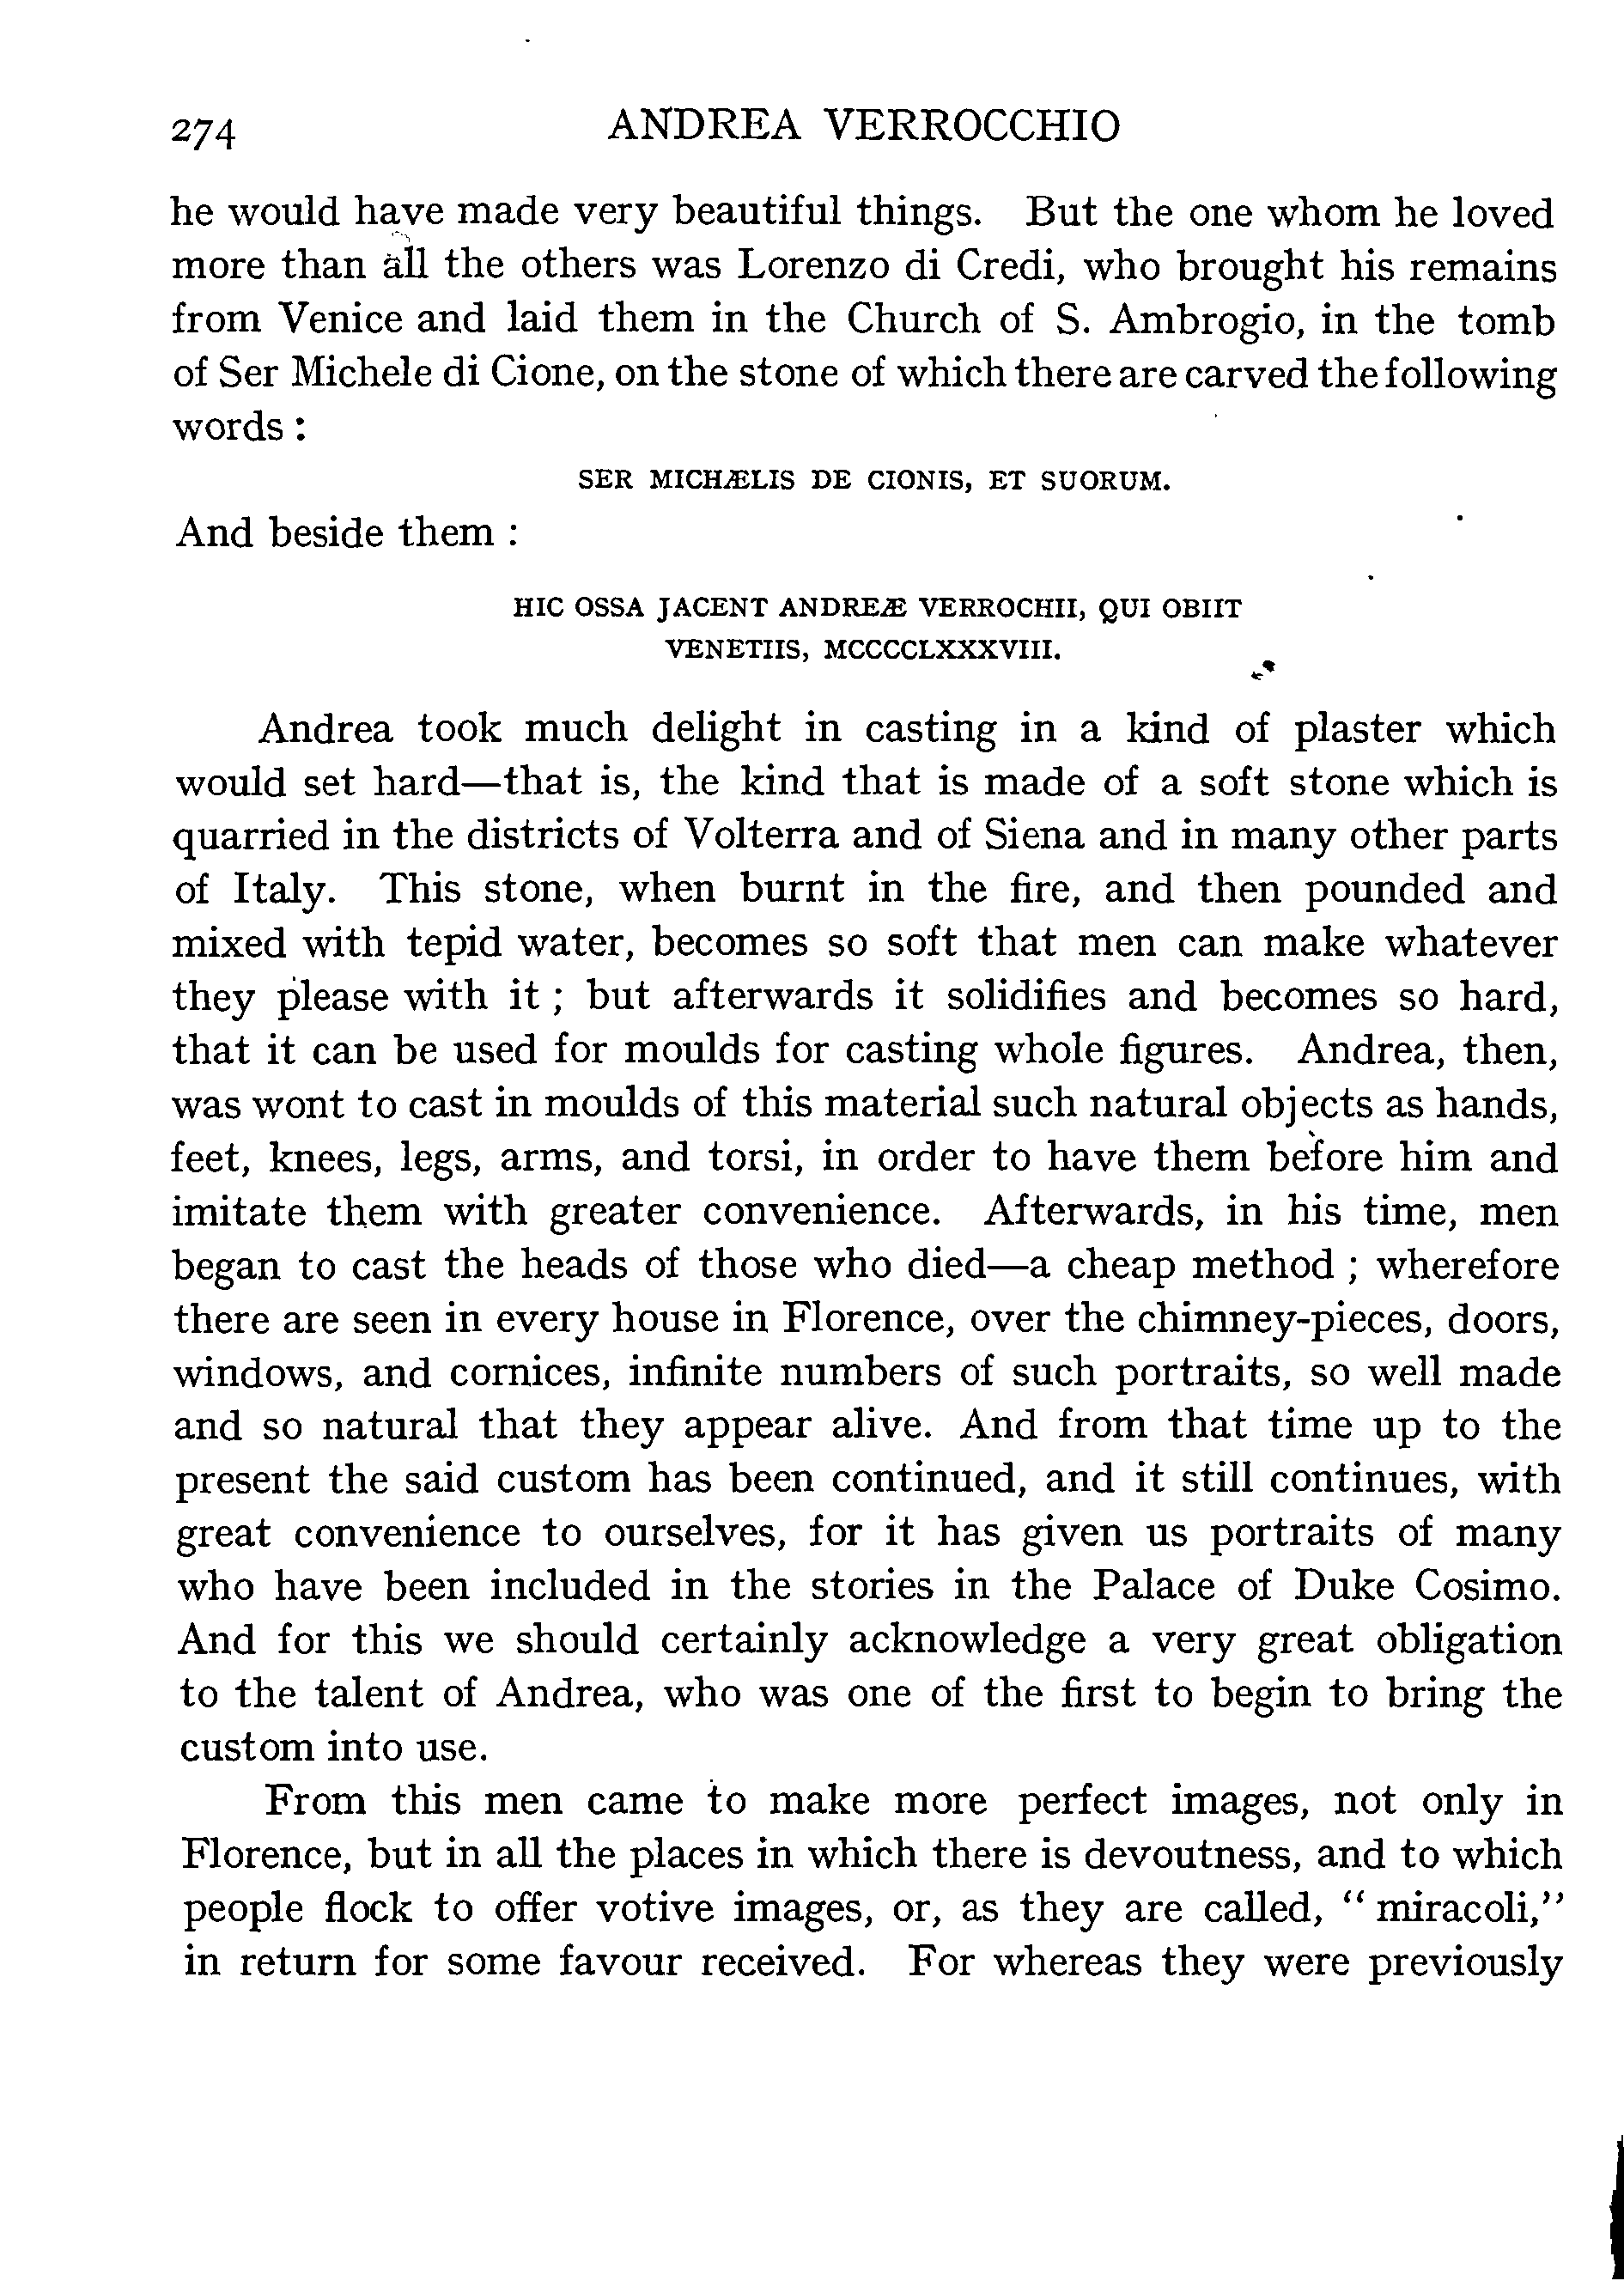 274 ANDREA VERROCCHIO
he would have made very beautiful things. But the one whom he loved
more than all the others was Lorenzo di Credi, who brought his remains
from Venice and laid them in the Church of S. Ambrogio, in the tomb
of Ser Michele di Cione, on the stone of which there are carved the following
words :
SER MICHÆLIS DE CIONIS, ET SUORUM.
And beside them :
HIC OSSA JACENT ANDREÆ VERROCHII, QUI OBIIT
VENETIIS, MCCCCLXXXVIII.
Andrea took much delight in casting in a kind of plaster which
would set hard—that is, the kind that is made of a soft stone which is
quarried in the districts of Volterra and of Siena and in many other parts
of Italy. This stone, when burnt in the fire, and then pounded and
mixed with tepid water, becomes so soft that men can make whatever
they please with it ; but afterwards it solidifies and becomes so hard,
that it can be used for moulds for casting whole figures. Andrea, then,
was wont to cast in moulds of this material such natural objects as hands,
feet, knees, legs, arms, and torsi, in order to have them before him and
imitate them with greater convenience. Afterwards, in his time, men
began to cast the heads of those who died—a cheap method ; wherefore
there are seen in every house in Florence, over the chimney-pieces, doors,
windows, and cornices, infinite numbers of such portraits, so well made
and so natural that they appear alive. And from that time up to the
present the said custom has been continued, and it still continues, with
great convenience to ourselves, for it has given us portraits of many
who have been included in the stories in the Palace of Duke Cosimo.
And for this we should certainly acknowledge a very great obligation
to the talent of Andrea, who was one of the first to begin to bring the
custom into use.
From this men came to make more perfect images, not only in
Florence, but in all the places in which there is devoutness, and to which
people flock to offer votive images, or, as they are called, “ miracoli,”
in return for some favour received. For whereas they were previously